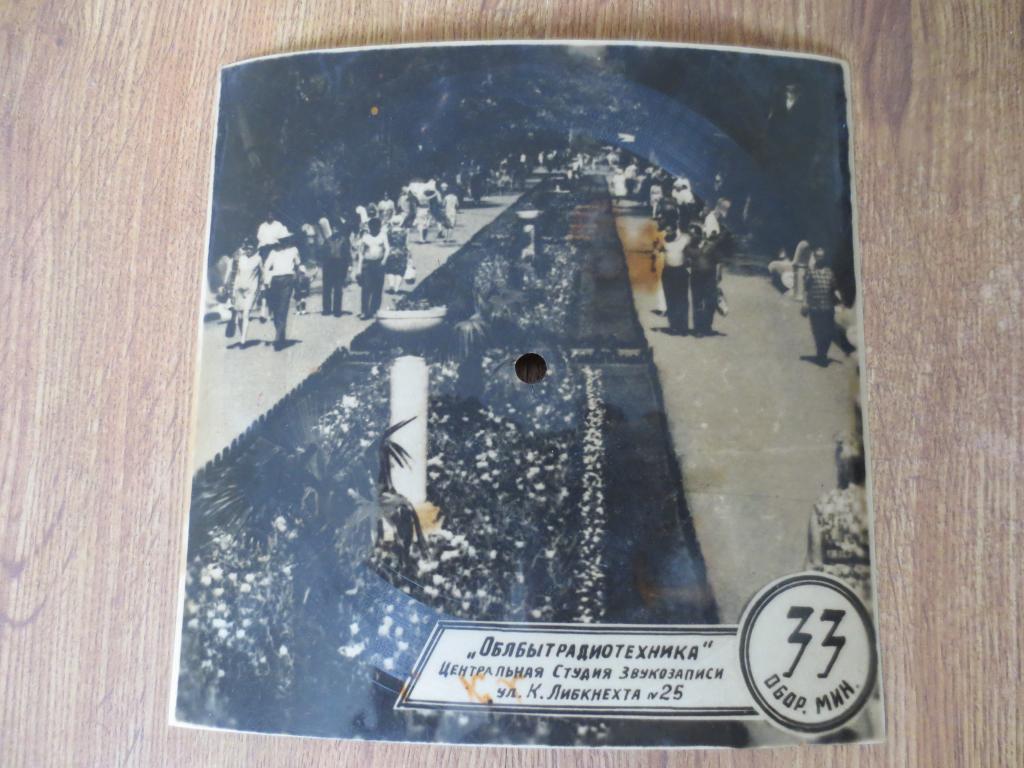 „Облбытрадиотехника"
Центральная Студия Звукозаписи
ул. К. Либкнехта №25
33
обор. мин.